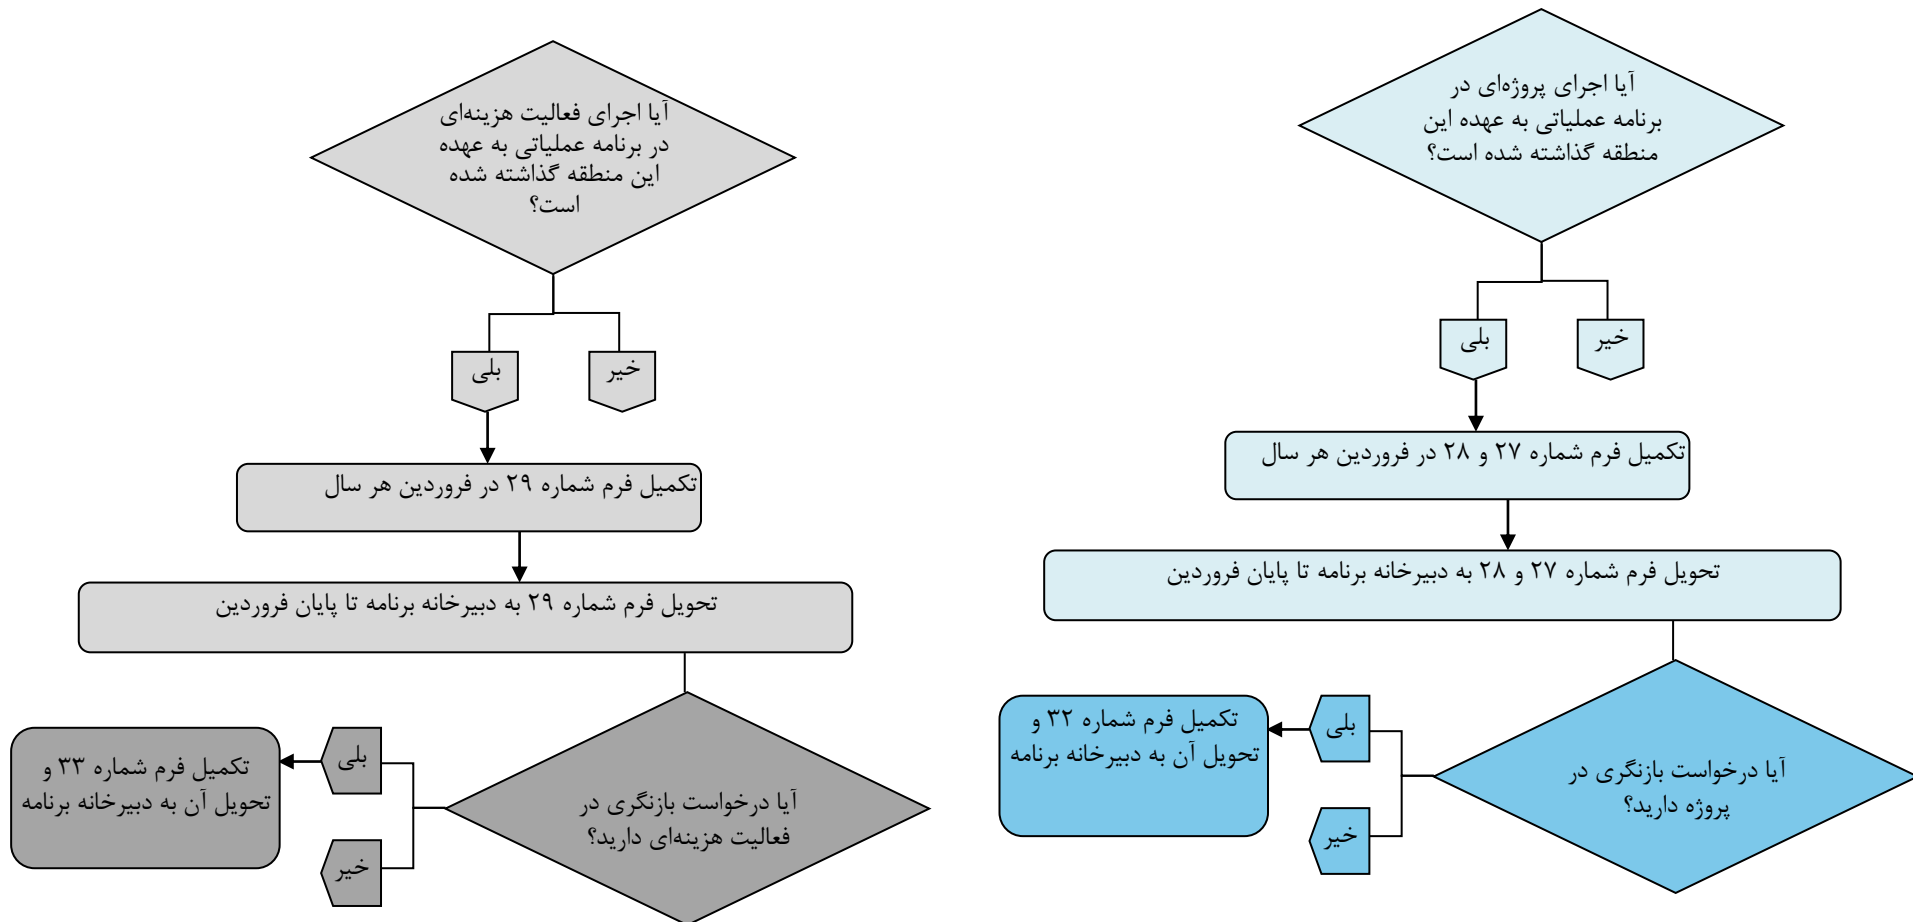 آیا اجرای پروژه‌ای در
برنامه عملیاتی به عهده این
منطقه گذاشته شده است؟
بلی
خیر
تکمیل فرم شماره ۲۷ و ۲۸ در فروردین هر سال
تحویل فرم شماره ۲۷ و ۲۸ به دبیرخانه برنامه تا پایان فروردین
آیا درخواست بازنگری در
پروژه دارید؟
بلی
خیر
تکمیل فرم شماره ۳۲ و
تحویل آن به دبیرخانه برنامه
آیا اجرای فعالیت هزینه‌ای
در برنامه عملیاتی به عهده
این منطقه گذاشته شده
است؟
بلی
خیر
تکمیل فرم شماره ۲۹ در فروردین هر سال
تحویل فرم شماره ۲۹ به دبیرخانه برنامه تا پایان فروردین
آیا درخواست بازنگری در
فعالیت هزینه‌ای دارید؟
بلی
خیر
تکمیل فرم شماره ۳۳ و
تحویل آن به دبیرخانه برنامه